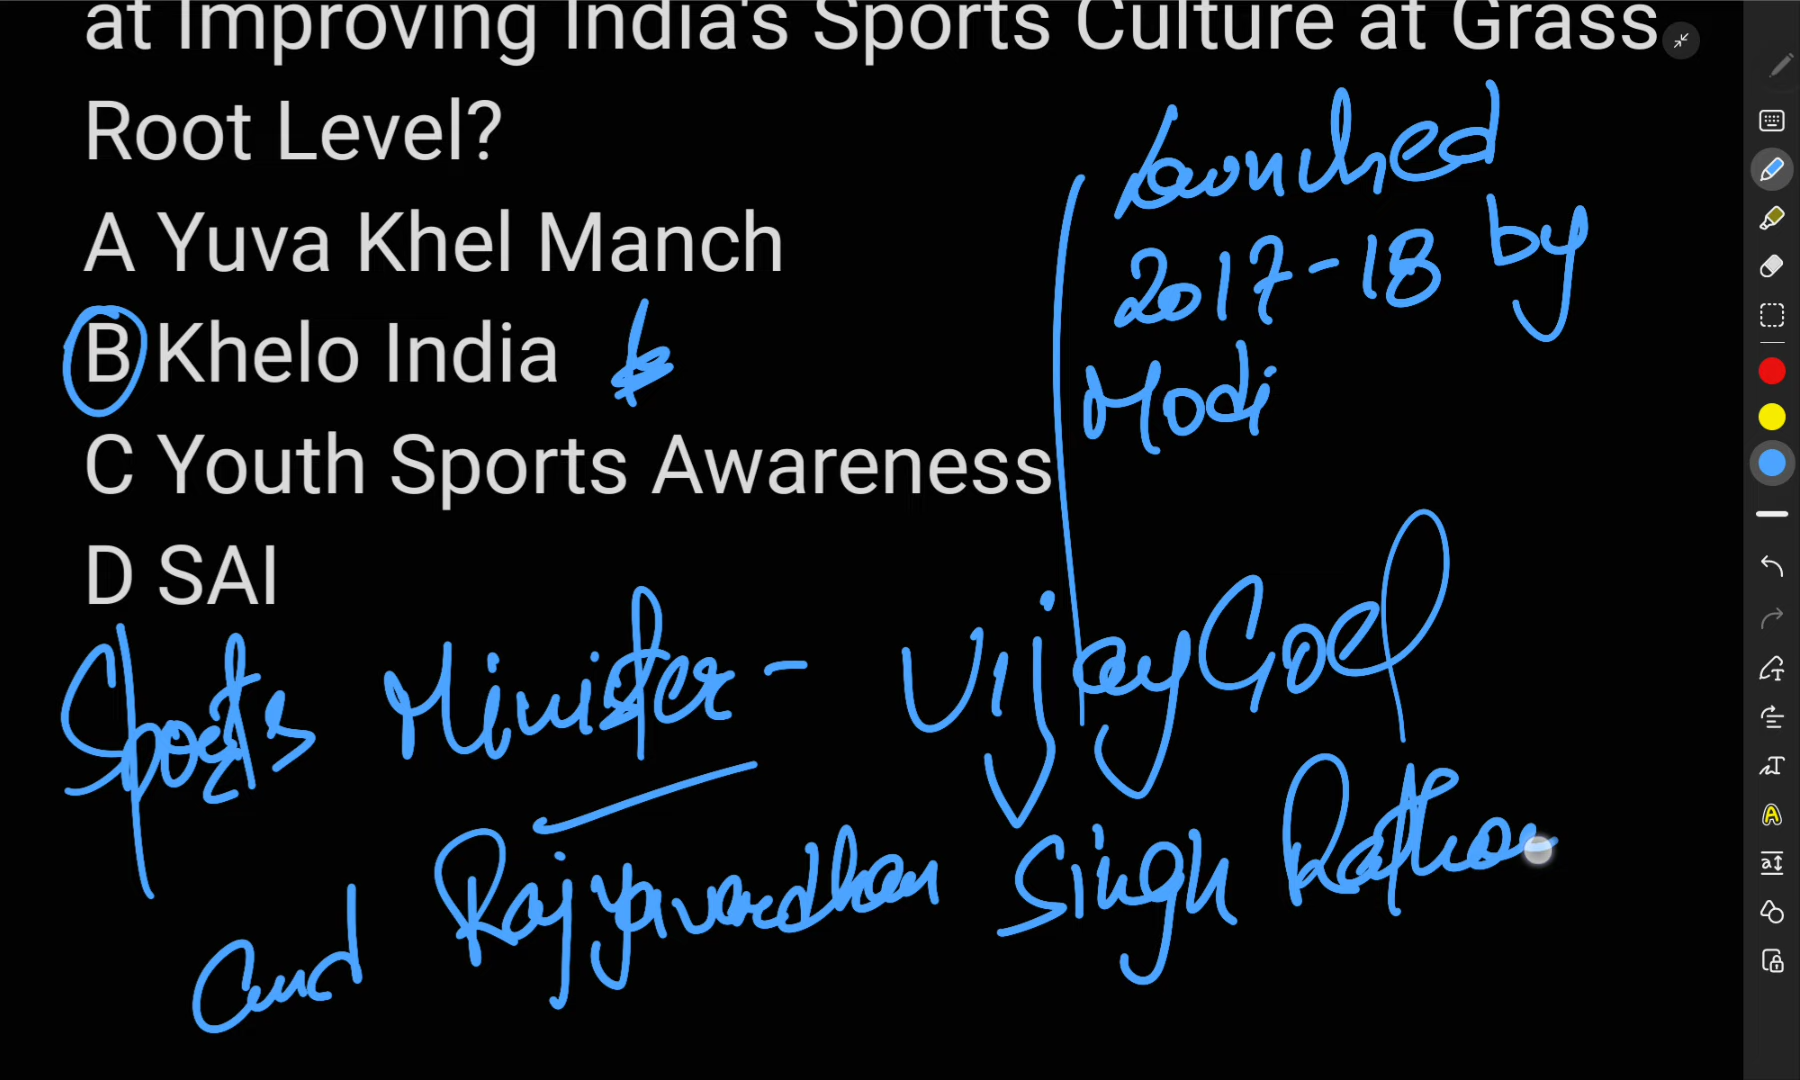 at Improving India's Sports Culture at Grass
Root Level?
A Yuva Khel Manch
B Khelo India
C Youth Sports Awareness
D SAI
launched
2017-18 by
Modi
Sports Minister - Vijay Goel
and Rajyavardhan Singh Rathor